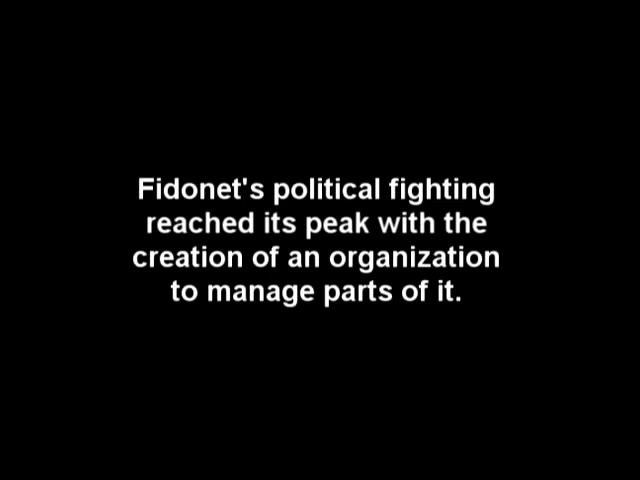 Fidonet's political fighting
reached its peak with the
creation of an organization
to manage parts of it.